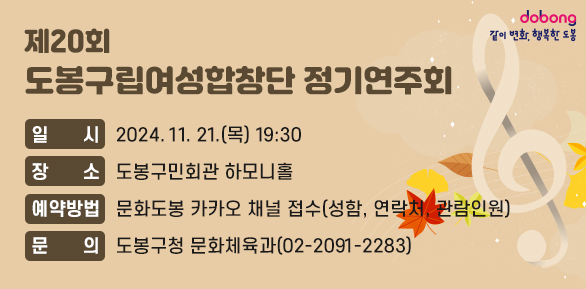 dobong
같이 변화, 행복한 도봉
제20회
도봉구립여성합창단 정기연주회
일 시 2024. 11. 21.(목) 19:30
장 소 도봉구민회관 하모니홀
예약방법 문화도봉 카카오 채널 접수(성함, 연락처, 관람인원)
문 의 도봉구청 문화체육과(02-2091-2283)